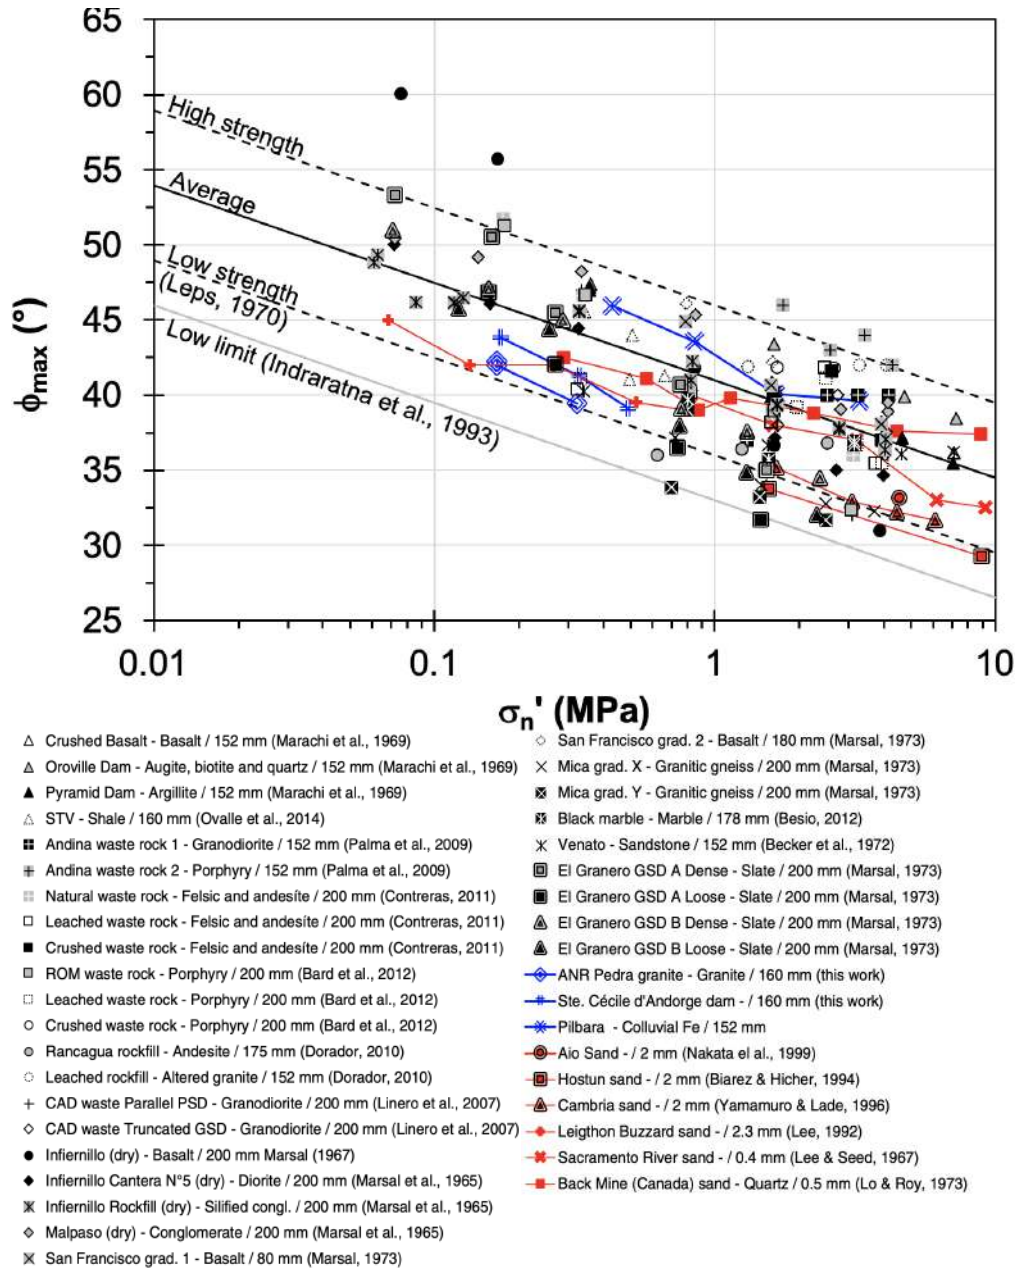 65
60
55
50
45
40
35
30
25
ϕmax (°)
High strength
Average
Low strength
(Leps, 1970)
Low limit (Indraratna et al., 1993)
0.01
0.1
1
10
σn' (MPa)
Crushed Basalt - Basalt / 152 mm (Marachi et al., 1969)
Oroville Dam - Augite, biotite and quartz / 152 mm (Marachi et al., 1969)
Pyramid Dam - Argillite / 152 mm (Marachi et al., 1969)
STV - Shale / 160 mm (Ovalle et al., 2014)
Andina waste rock 1 - Granodiorite / 152 mm (Palma et al., 2009)
Andina waste rock 2 - Porphyry / 152 mm (Palma et al., 2009)
Natural waste rock - Felsic and andesíte / 200 mm (Contreras, 2011)
Leached waste rock - Felsic and andesíte / 200 mm (Contreras, 2011)
Crushed waste rock - Felsic and andesíte / 200 mm (Contreras, 2011)
ROM waste rock - Porphyry / 200 mm (Bard et al., 2012)
Leached waste rock - Porphyry / 200 mm (Bard et al., 2012)
Crushed waste rock - Porphyry / 200 mm (Bard et al., 2012)
Rancagua rockfill - Andesite / 175 mm (Dorador, 2010)
Leached rockfill - Altered granite / 152 mm (Dorador, 2010)
CAD waste Parallel PSD - Granodiorite / 200 mm (Linero et al., 2007)
CAD waste Truncated GSD - Granodiorite / 200 mm (Linero et al., 2007)
Infiernillo (dry) - Basalt / 200 mm Marsal (1967)
Infiernillo Cantera N°5 (dry) - Diorite / 200 mm (Marsal et al., 1965)
Infiernillo Rockfill (dry) - Silified congl. / 200 mm (Marsal et al., 1965)
Malpaso (dry) - Conglomerate / 200 mm (Marsal et al., 1965)
San Francisco grad. 1 - Basalt / 80 mm (Marsal, 1973)
San Francisco grad. 2 - Basalt / 180 mm (Marsal, 1973)
Mica grad. X - Granitic gneiss / 200 mm (Marsal, 1973)
Mica grad. Y - Granitic gneiss / 200 mm (Marsal, 1973)
Black marble - Marble / 178 mm (Besio, 2012)
Venato - Sandstone / 152 mm (Becker et al., 1972)
El Granero GSD A Dense - Slate / 200 mm (Marsal, 1973)
El Granero GSD A Loose - Slate / 200 mm (Marsal, 1973)
El Granero GSD B Dense - Slate / 200 mm (Marsal, 1973)
El Granero GSD B Loose - Slate / 200 mm (Marsal, 1973)
ANR Pedra granite - Granite / 160 mm (this work)
Ste. Cécile d'Andorge dam - / 160 mm (this work)
Pilbara - Colluvial Fe / 152 mm
Aio Sand - / 2 mm (Nakata el al., 1999)
Hostun sand - / 2 mm (Biarez & Hicher, 1994)
Cambria sand - / 2 mm (Yamamuro & Lade, 1996)
Leigthon Buzzard sand - / 2.3 mm (Lee, 1992)
Sacramento River sand - / 0.4 mm (Lee & Seed, 1967)
Back Mine (Canada) sand - Quartz / 0.5 mm (Lo & Roy, 1973)